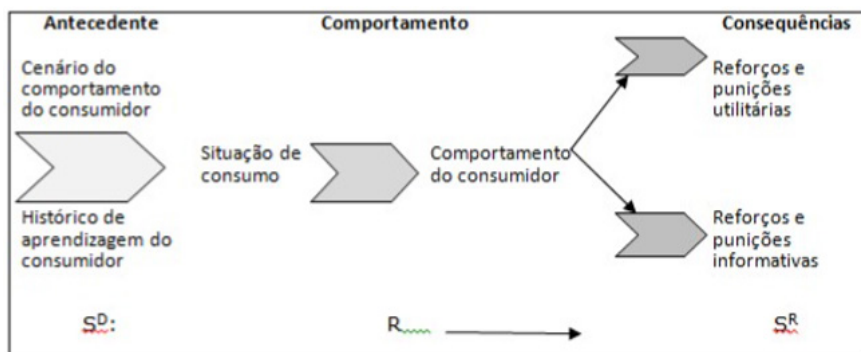 Antecedente
Comportamento
Consequências
Cenário do
comportamento
do consumidor
Histórico de
aprendizagem do
consumidor
Situação de
consumo
Comportamento
do consumidor
Reforços e
punições
utilitárias
Reforços e
punições
informativas
Sᴰ:
R
Sᴿ